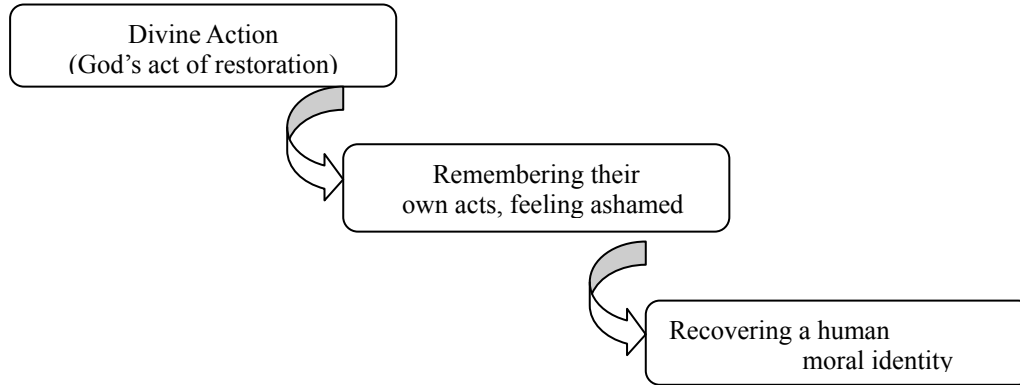 Divine Action
(God’s act of restoration)
Remembering their
own acts, feeling ashamed
Recovering a human
moral identity